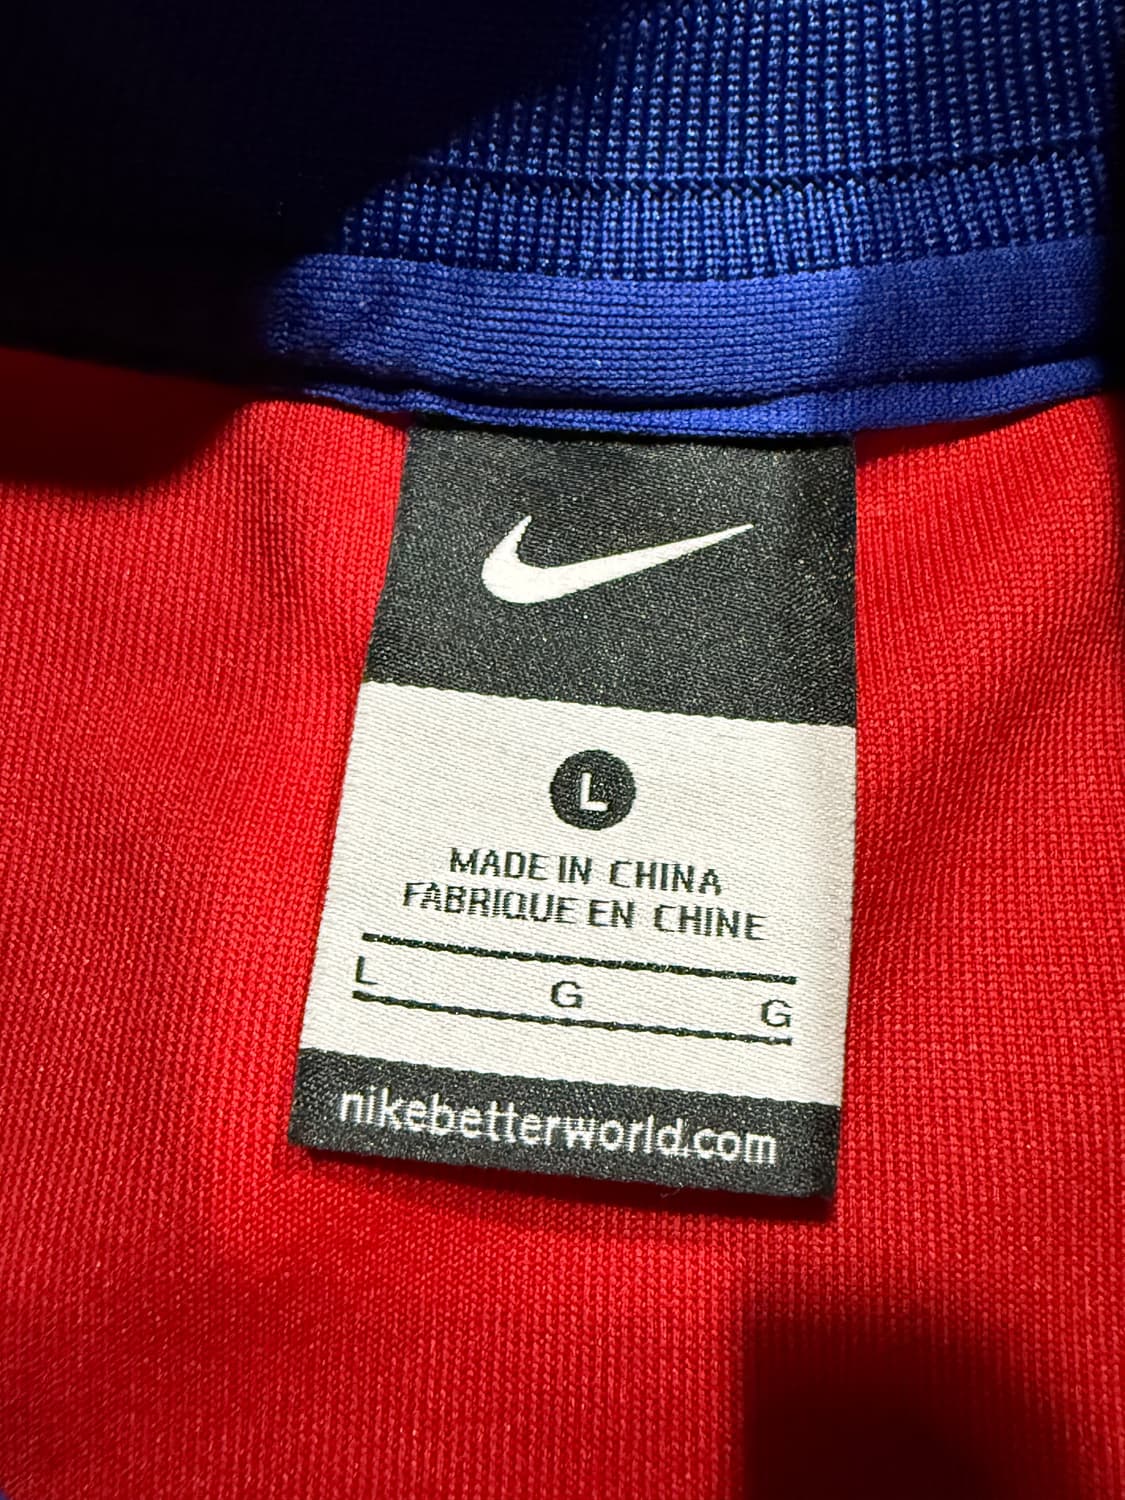 L
MADE IN CHINA
FABRIQUE EN CHINE
L G G
nikebetterworld.com